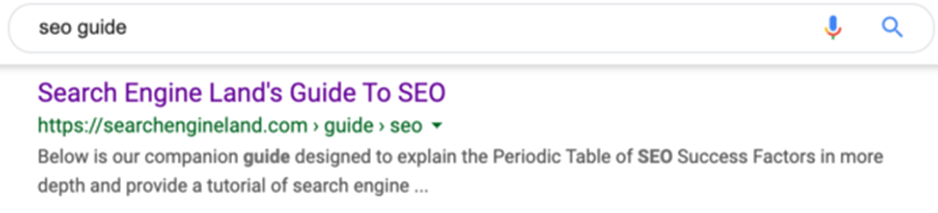 seo guide
Search Engine Land's Guide To SEO
https://searchengineland.com › guide › seo
Below is our companion guide designed to explain the Periodic Table of SEO Success Factors in more
depth and provide a tutorial of search engine ...